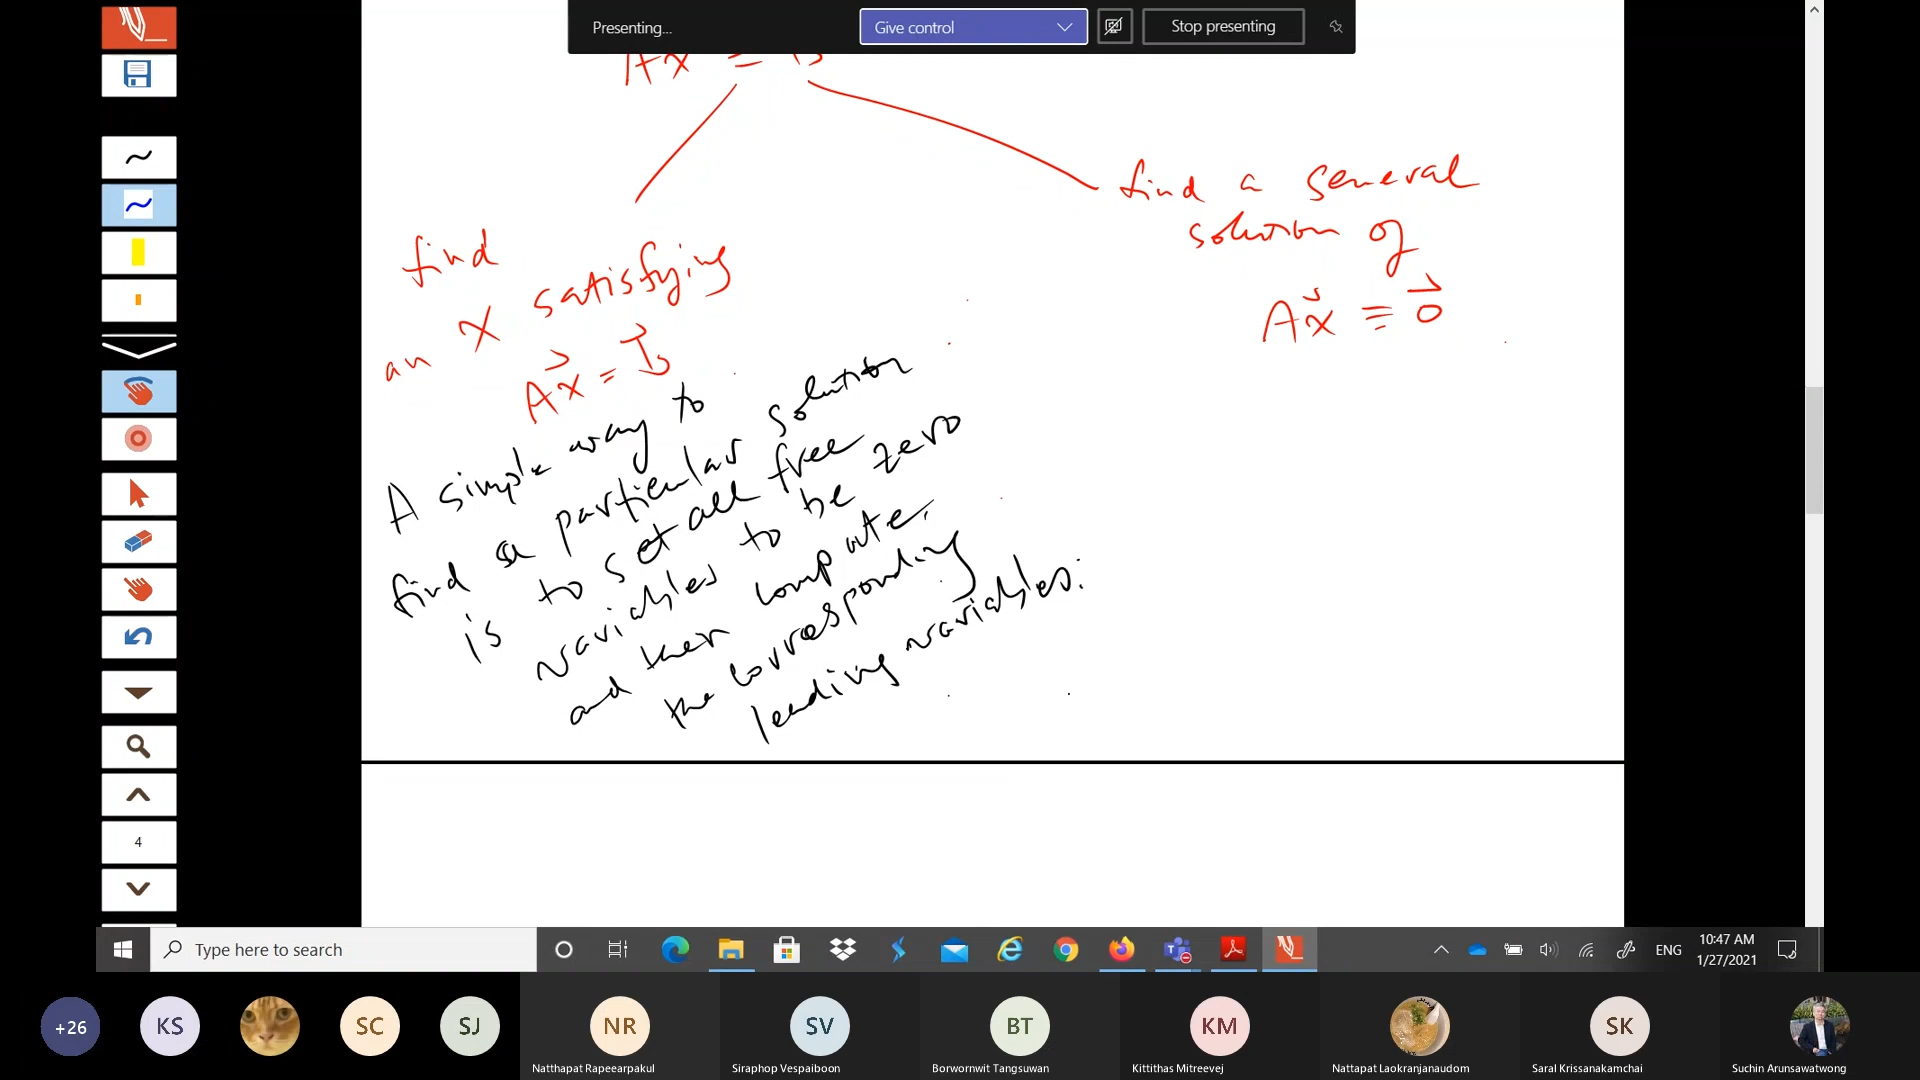 Presenting...
Give control
Stop presenting
Ax = b
find
an x satisfying
Ax⃗ = b⃗
find a general
solution of
Ax⃗ = 0⃗
A simple way to
find a particular solution
is to set all free
variables to be zero
and then compute
the corresponding
leading variables.
4
Type here to search
ENG
10:47 AM
1/27/2021
+26
KS
SC
SJ
NR
SV
BT
KM
SK
Natthapat Rapeearpakul
Siraphop Vespaiboon
Borwornwit Tangsuwan
Kittithas Mitreevej
Nattapat Laokranjanaudom
Saral Krissanakamchai
Suchin Arunsawatwong